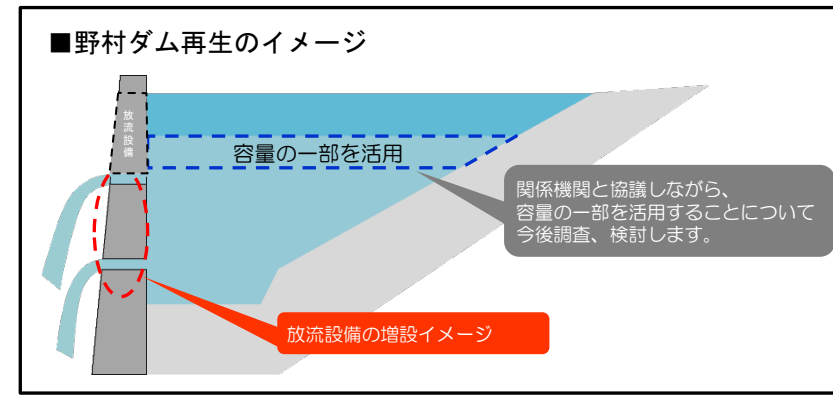 ■野村ダム再生のイメージ
放流設備
容量の一部を活用
関係機関と協議しながら、
容量の一部を活用することについて
今後調査、検討します。
放流設備の増設イメージ